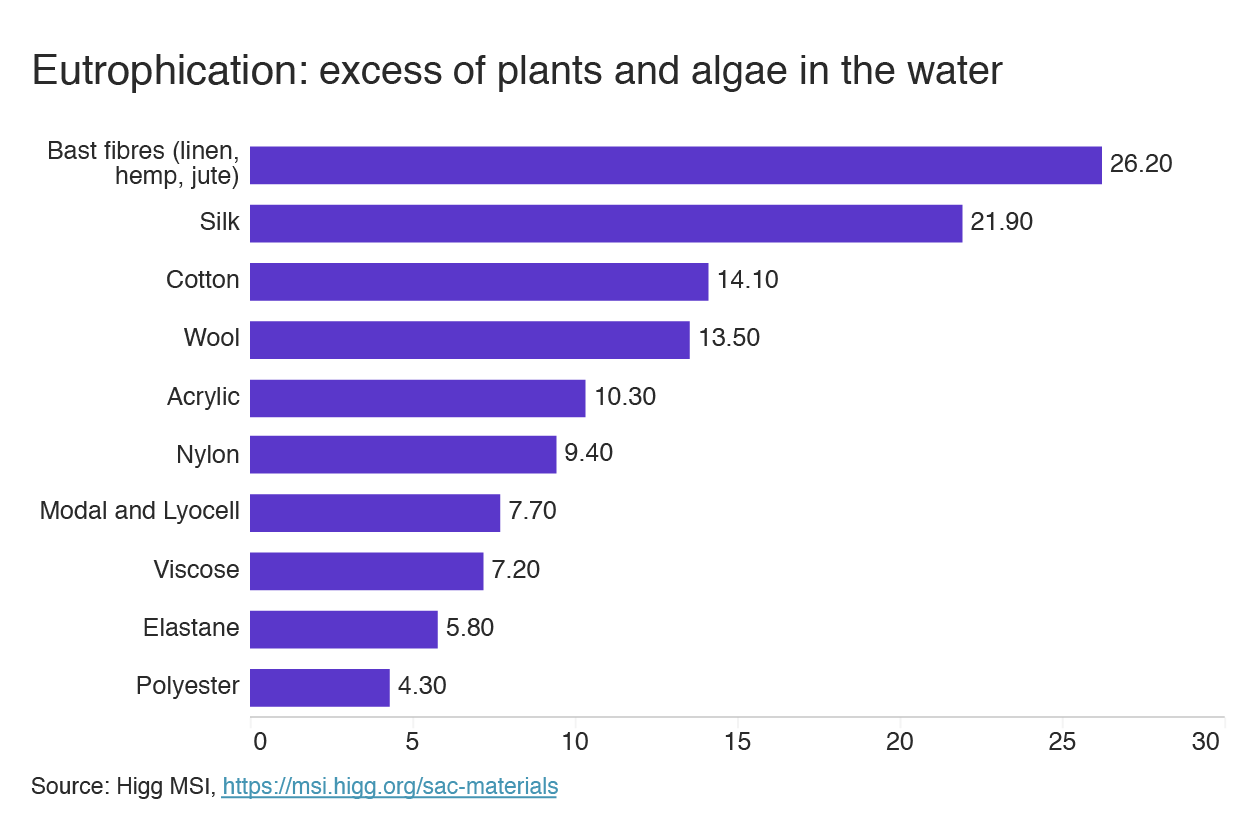 Eutrophication: excess of plants and algae in the water
Bast fibres (linen,
hemp, jute)
26.20
Silk
21.90
Cotton
14.10
Wool
13.50
Acrylic
10.30
Nylon
9.40
Modal and Lyocell
7.70
Viscose
7.20
Elastane
5.80
Polyester
4.30
0 5 10 15 20 25 30
Source: Higg MSI, https://msi.higg.org/sac-materials